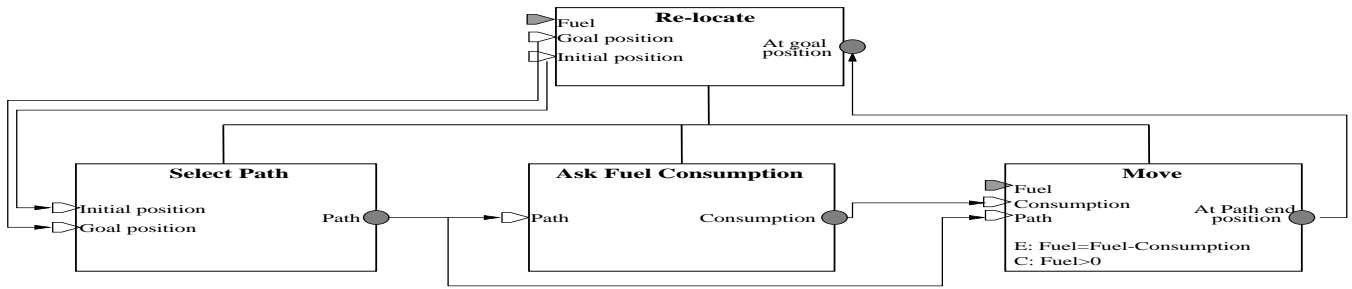 Re-locate
Fuel
Goal position
Initial position
At goal
position
Select Path
Initial position
Goal position
Path
Ask Fuel Consumption
Path
Consumption
Move
Fuel
Consumption
Path
At Path end
position
E: Fuel=Fuel-Consumption
C: Fuel>0